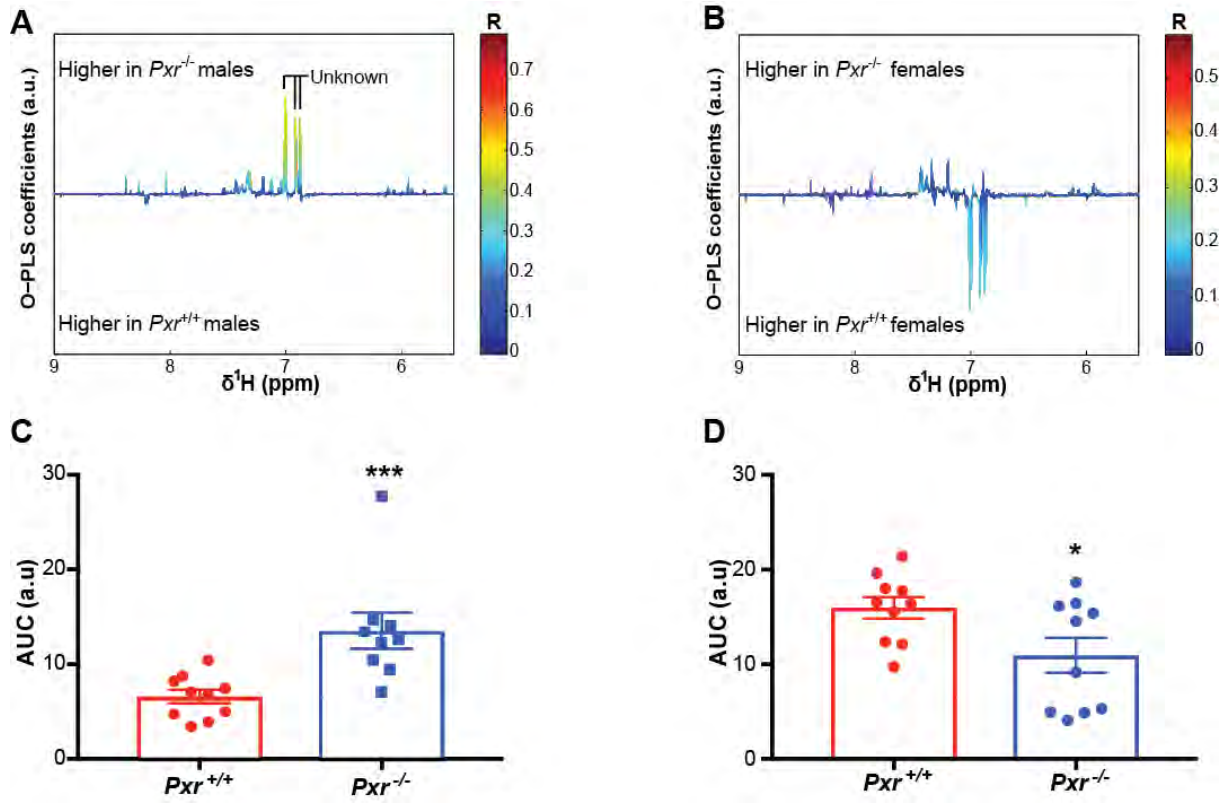 A
R
Higher in Pxr-/- males
Unknown
0.7
0.6
0.5
0.4
0.3
0.2
0.1
0
O−PLS coefficients (a.u.)
Higher in Pxr+/+ males
9 8 7 6
δ1H (ppm)
B
R
Higher in Pxr-/- females
0.5
0.4
0.3
0.2
0.1
0
O−PLS coefficients (a.u.)
Higher in Pxr+/+ females
9 8 7 6
δ1H (ppm)
C
30
20
10
0
AUC (a.u)
***
Pxr+/+ Pxr-/-
D
30
20
10
0
AUC (a.u)
*
Pxr+/+ Pxr-/-